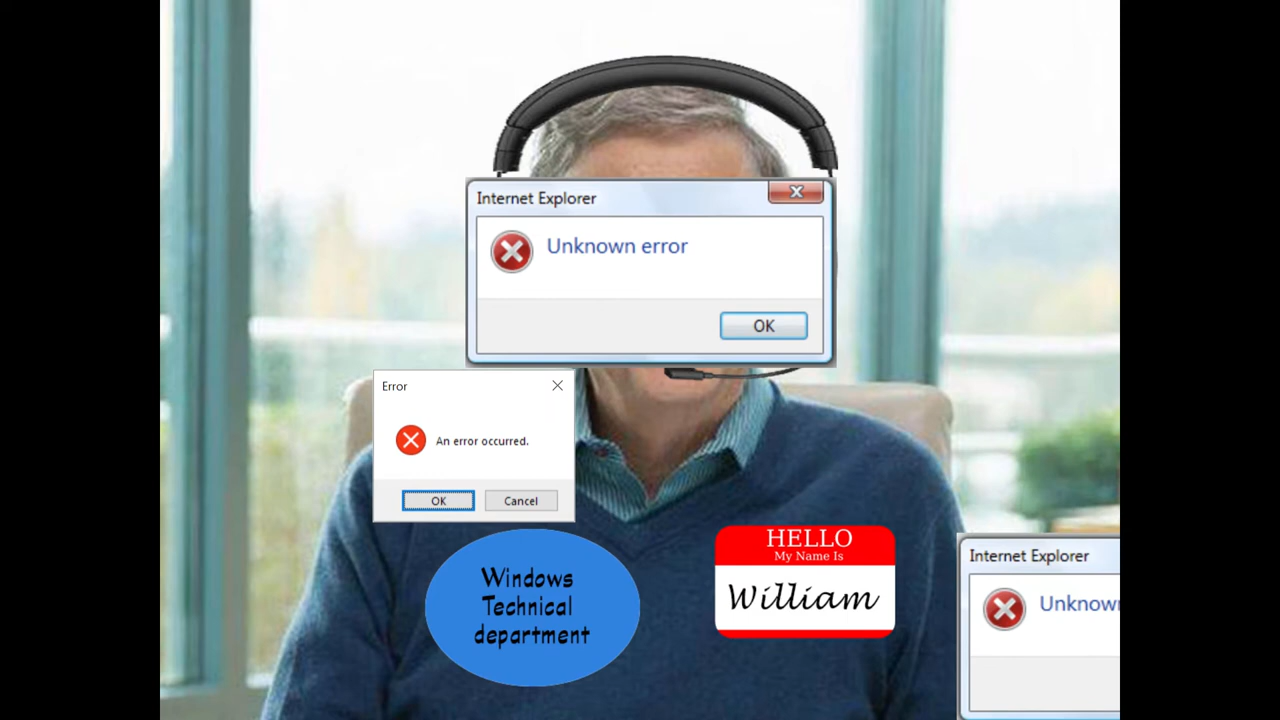 Internet Explorer
Unknown error
OK
Error
An error occurred.
OK
Cancel
Windows
Technical
department
HELLO
My Name Is
William
Internet Explorer
Unknow